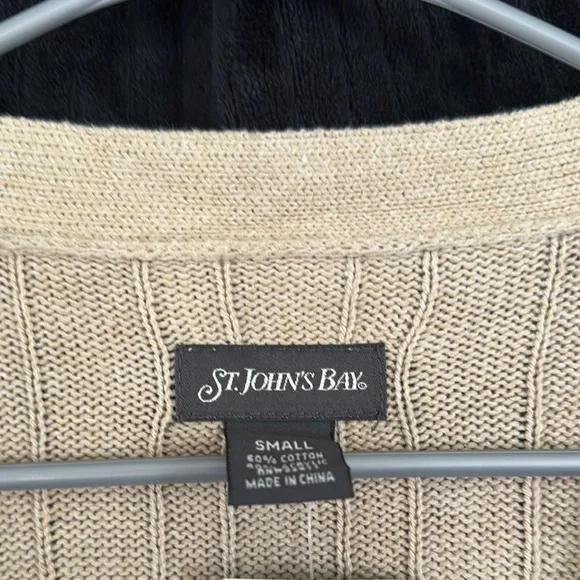 ST. JOHN'S BAY®
SMALL
60% COTTON
MADE IN CHINA